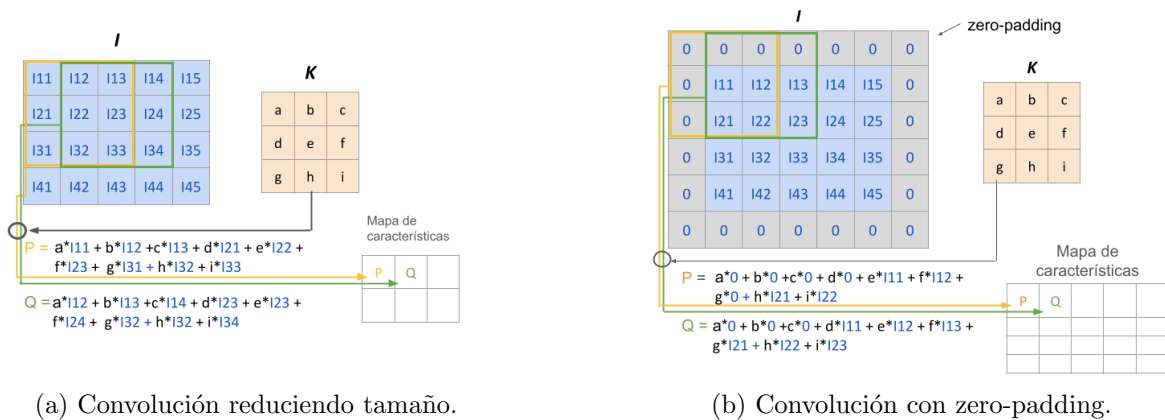 I
I11 I12 I13 I14 I15
I21 I22 I23 I24 I25
I31 I32 I33 I34 I35
I41 I42 I43 I44 I45
K
a b c
d e f
g h i
P = a*I11 + b*I12 +c*I13 + d*I21 + e*I22 +
f*I23 + g*I31 + h*I32 + i*I33
Q =a*I12 + b*I13 +c*I14 + d*I23 + e*I23 +
f*I24 + g*I32 + h*I32 + i*I34
Mapa de
característicás
P Q
(a) Convolución reduciendo tamaño.
I
zero-padding
0 0 0 0 0 0 0
0 I11 I12 I13 I14 I15 0
0 I21 I22 I23 I24 I25 0
0 I31 I32 I33 I34 I35 0
0 I41 I42 I43 I44 I45 0
0 0 0 0 0 0 0
K
a b c
d e f
g h i
P = a*0 + b*0 +c*0 + d*0 + e*I11 + f*I12 +
g*0 + h*I21 + i*I22
Q = a*0 + b*0 +c*0 + d*I11 + e*I12 + f*I13 +
g*I21 + h*I22 + i*I23
Mapa de
característicás
P Q
(b) Convolución con zero-padding.